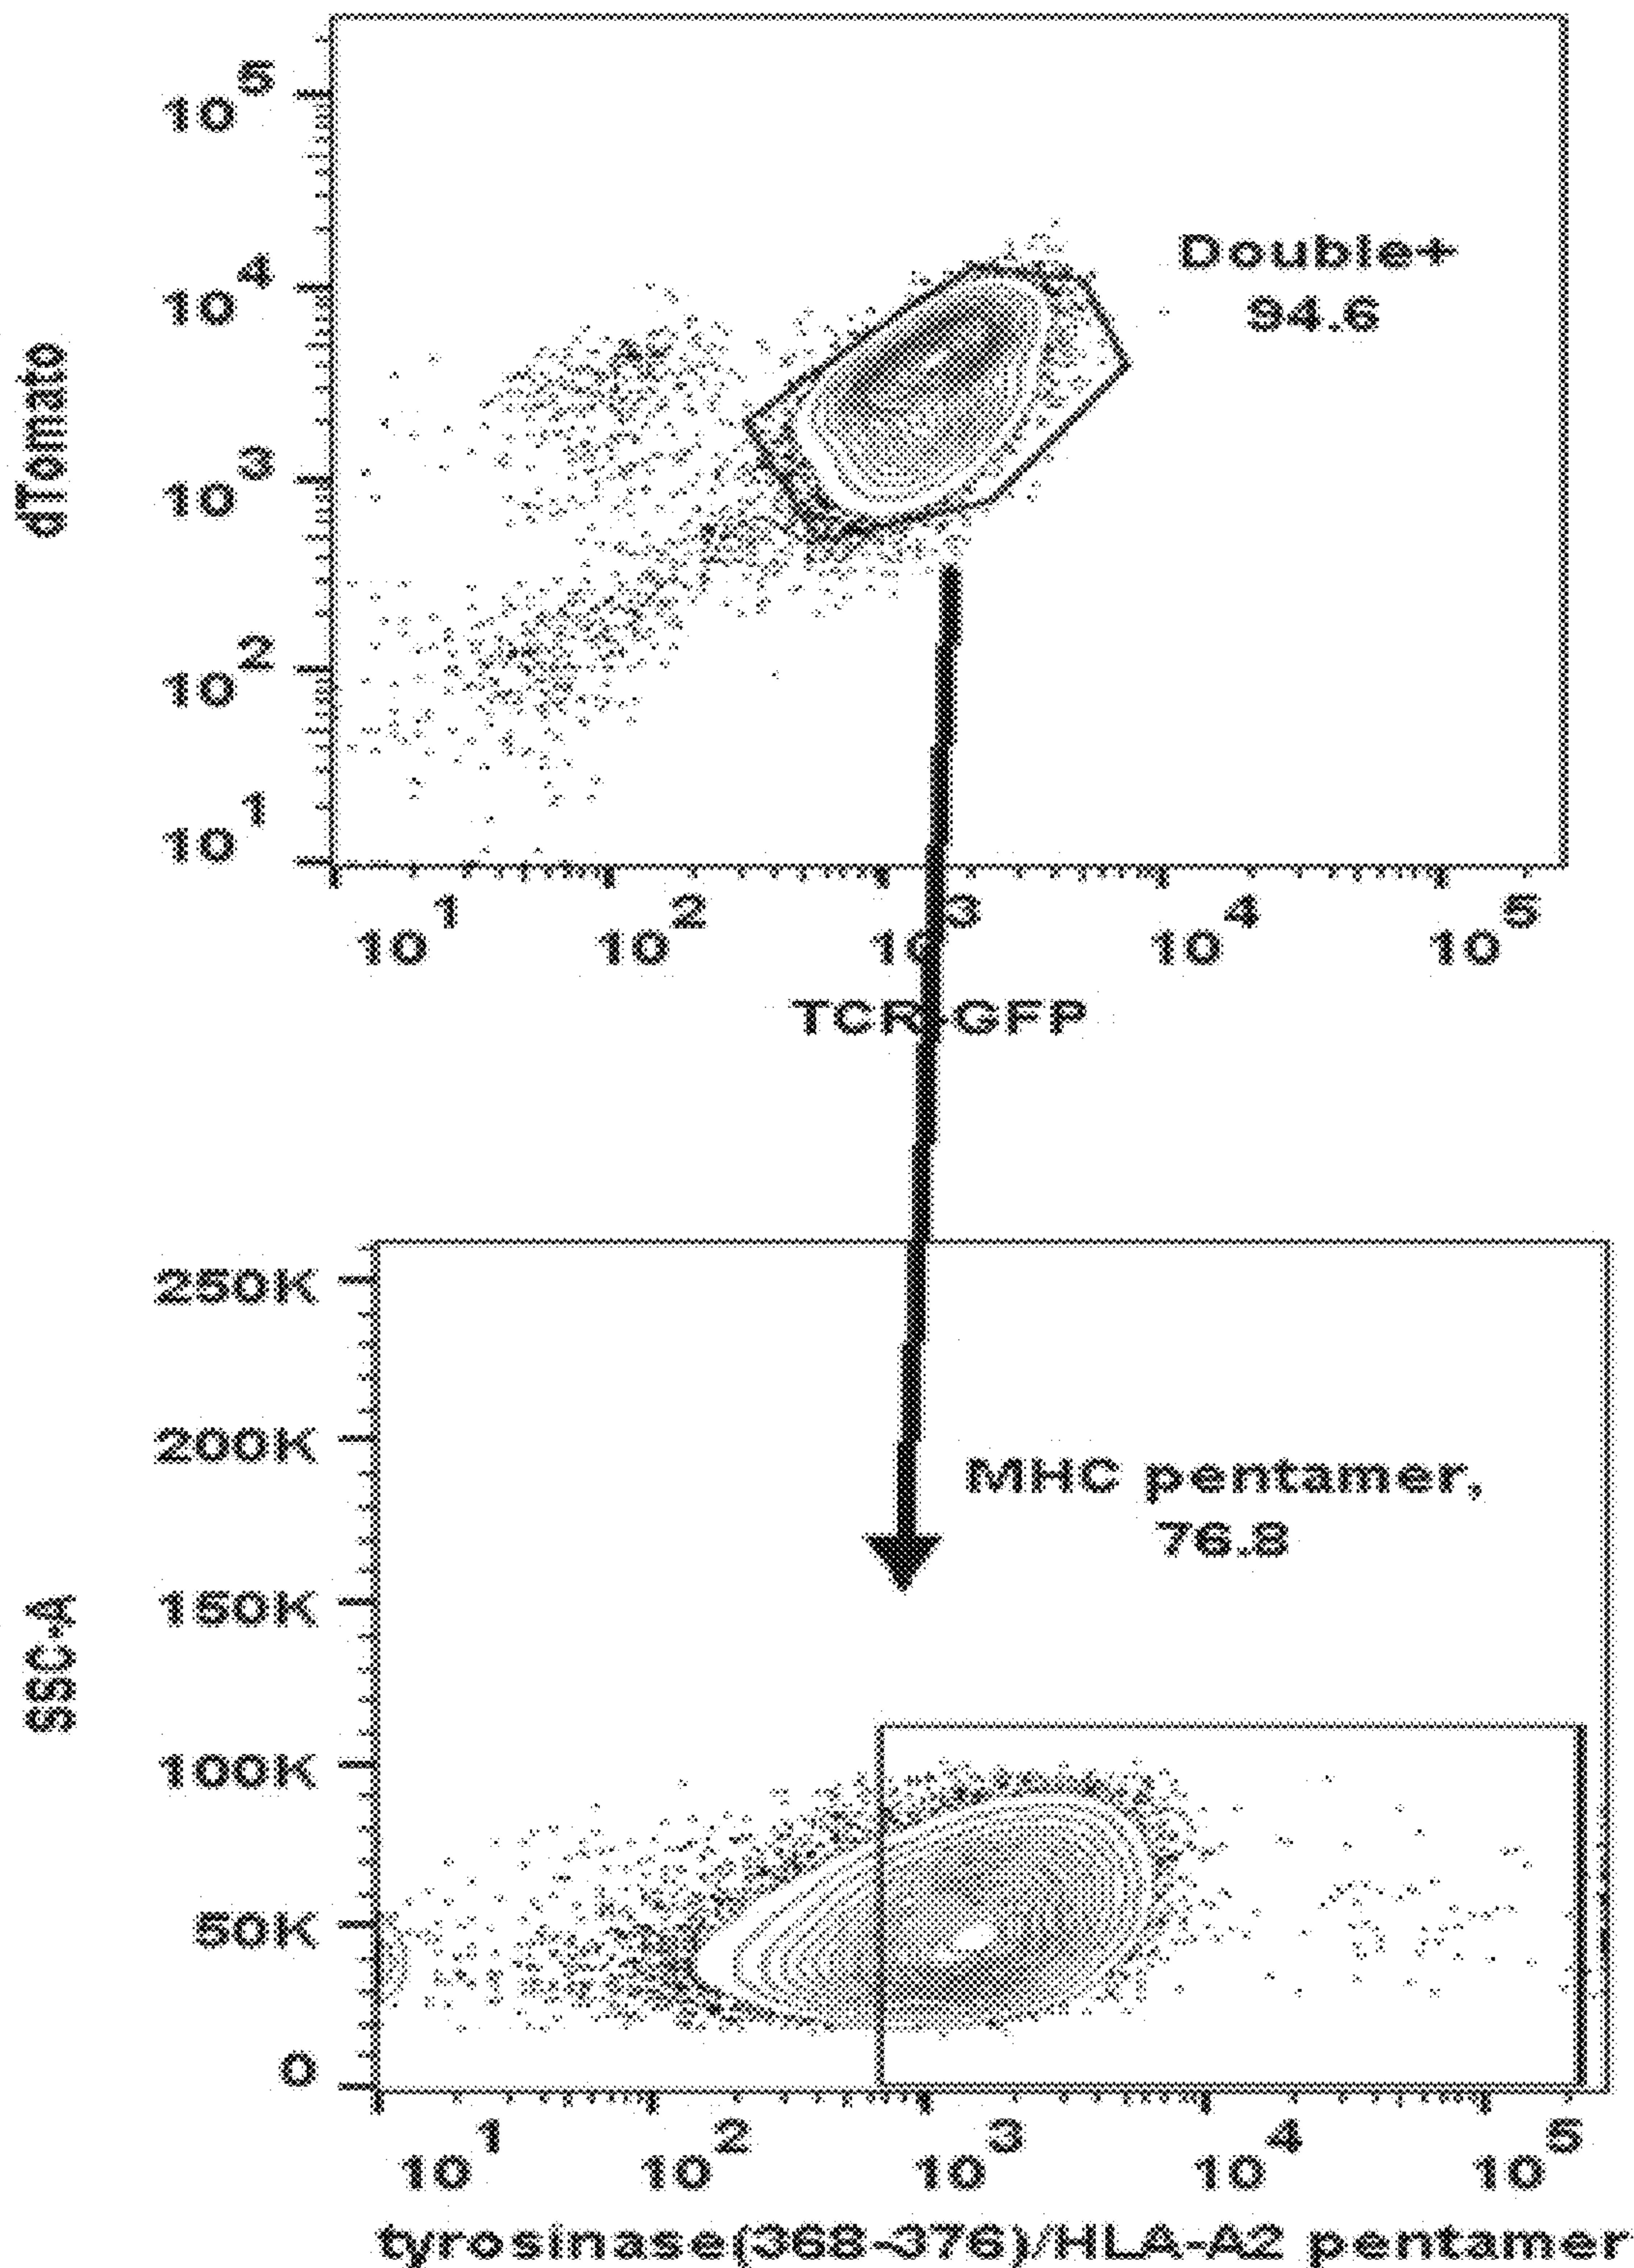 dTomato
10^5
10^4
10^3
10^2
10^1
Double+
94.6
10^1 10^2 10^3 10^4 10^5
TCR-GFP
SSC-A
250K
200K
150K
100K
50K
0
MHC pentamer,
76.8
10^1 10^2 10^3 10^4 10^5
tyrosinase(368-376)/HLA-A2 pentamer